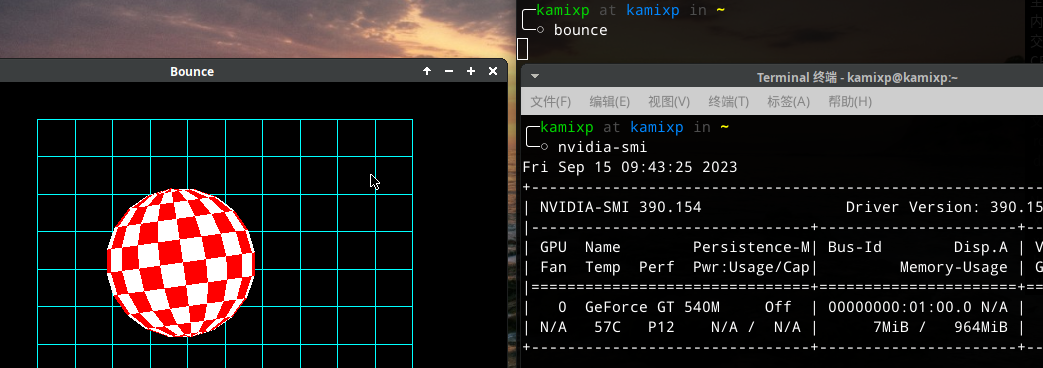 kamixp at kamixp in ~
bounce
Bounce
Terminal 终端 - kamixp@kamixp:~
文件(F) 编辑(E) 视图(V) 终端(T) 标签(A) 帮助(H)
kamixp at kamixp in ~
nvidia-smi
Fri Sep 15 09:43:25 2023
+-----------------------------------------------------
| NVIDIA-SMI 390.154                Driver Version: 390.15
|-------------------------------+----------------------+
| GPU  Name        Persistence-M| Bus-Id        Disp.A | V
| Fan  Temp  Perf  Pwr:Usage/Cap|         Memory-Usage | G
|===============================+======================+
|   0  GeForce GT 540M     Off  | 00000000:01:00.0 N/A |
| N/A   57C   P12    N/A /  N/A |      7MiB /   964MiB |
+-------------------------------+----------------------+